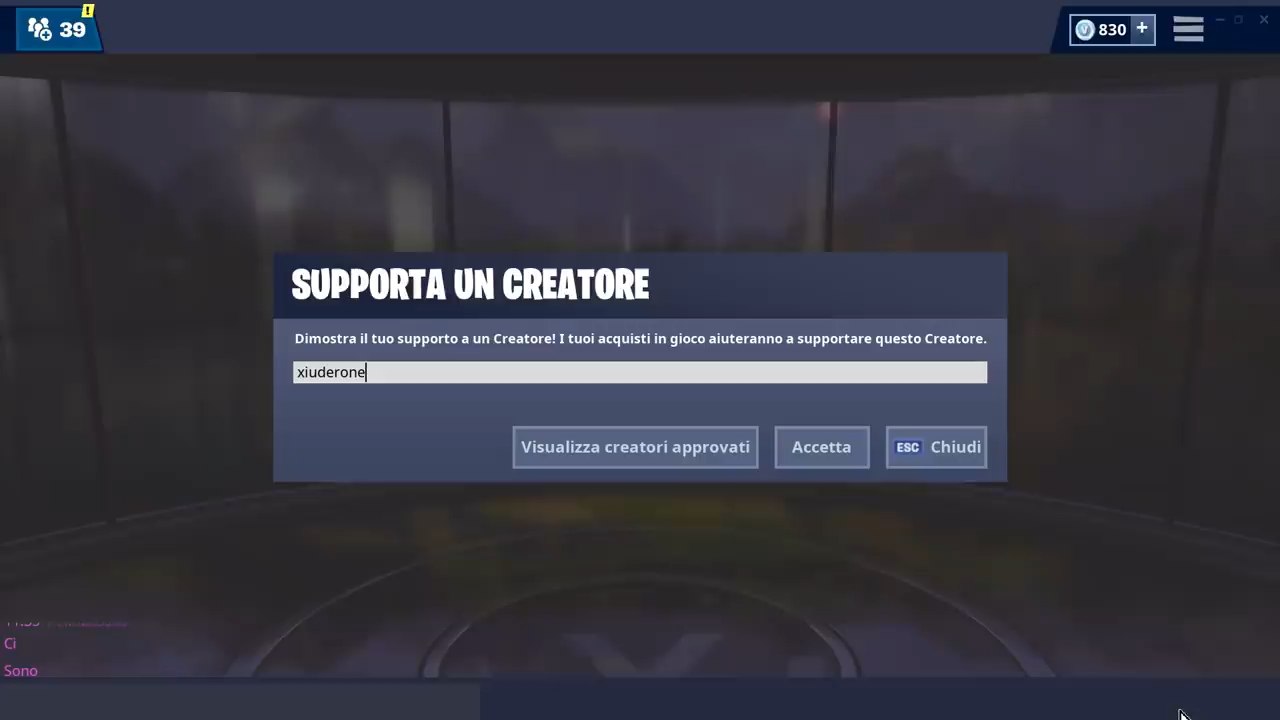 39
!
830 +
SUPPORTA UN CREATORE
Dimostra il tuo supporto a un Creatore! I tuoi acquisti in gioco aiuteranno a supportare questo Creatore.
xiuderone
Visualizza creatori approvati
Accetta
ESC Chiudi
Ci
Sono